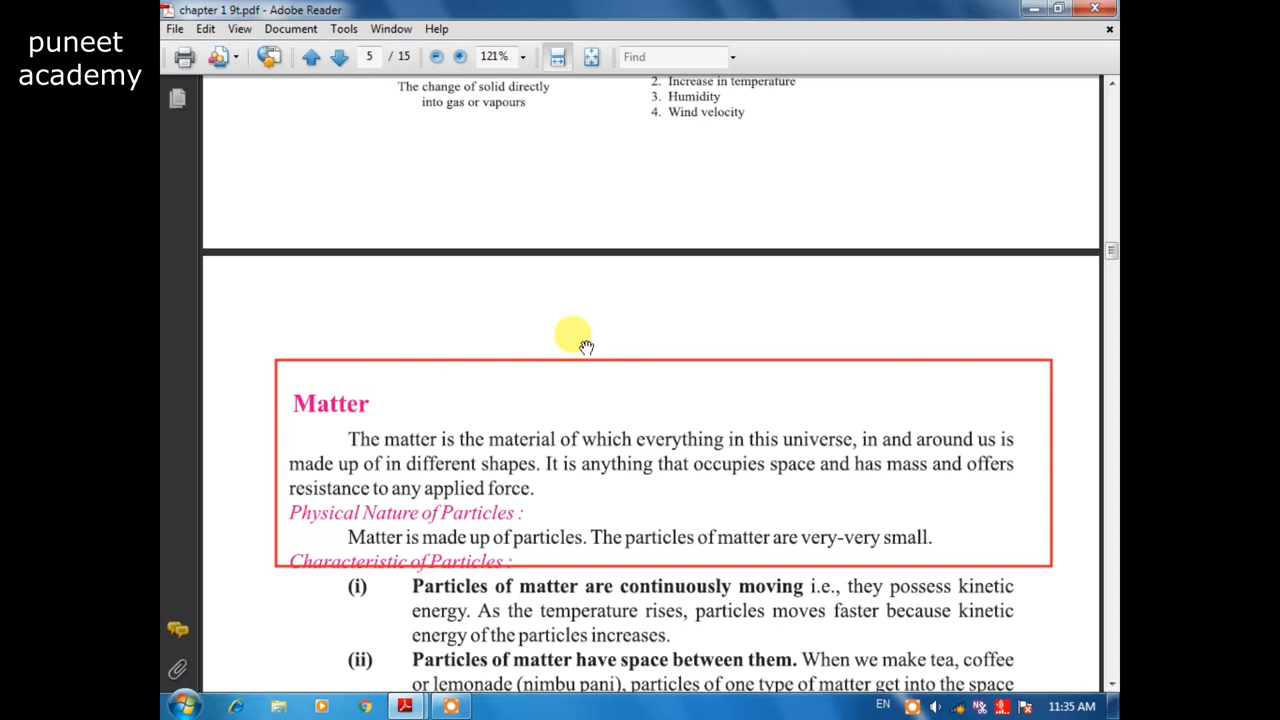 puneet
academy
chapter 1 9t.pdf - Adobe Reader
File Edit View Document Tools Window Help
5 / 15 121% Find
The change of solid directly
into gas or vapours
2. Increase in temperature
3. Humidity
4. Wind velocity
Matter
The matter is the material of which everything in this universe, in and around us is
made up of in different shapes. It is anything that occupies space and has mass and offers
resistance to any applied force.
Physical Nature of Particles :
Matter is made up of particles. The particles of matter are very-very small.
Characteristic of Particles :
(i) Particles of matter are continuously moving i.e., they possess kinetic
energy. As the temperature rises, particles moves faster because kinetic
energy of the particles increases.
(ii) Particles of matter have space between them. When we make tea, coffee
or lemonade (nimbu pani), particles of one type of matter get into the space
EN 11:35 AM